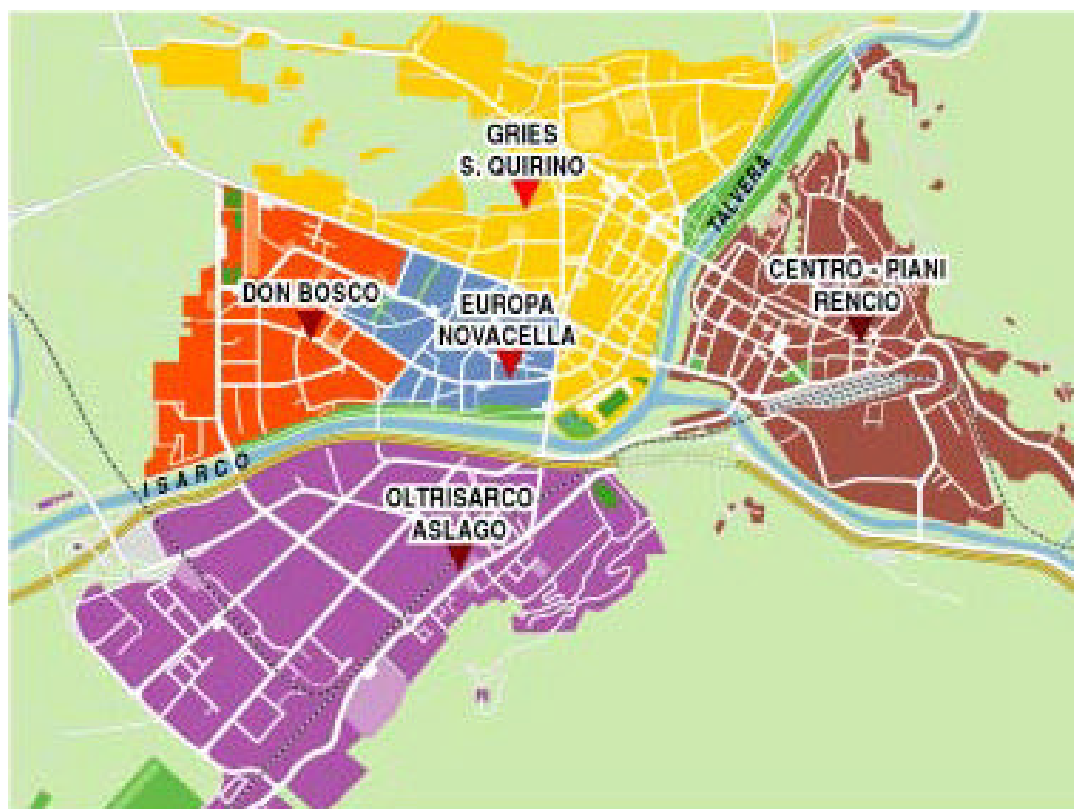 GRIES
S. QUIRINO
TALVERA
CENTRO - PIANI
RENCIO
DON BOSCO
EUROPA
NOVACELLA
ISARCO
OLTRISARCO
ASLAGO